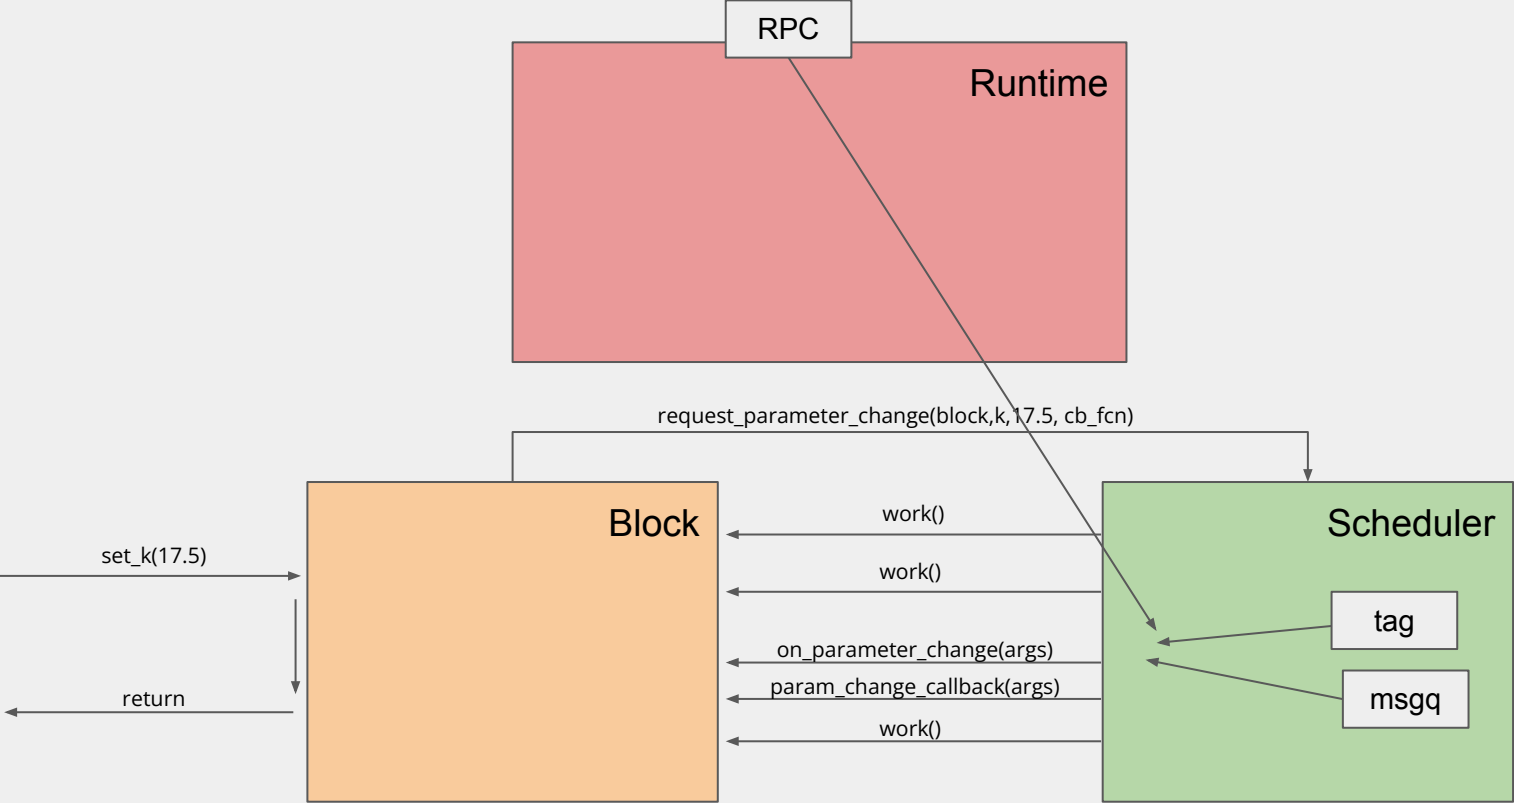 RPC
Runtime
request_parameter_change(block,k,17.5, cb_fcn)
Block
work()
Scheduler
set_k(17.5)
work()
tag
on_parameter_change(args)
param_change_callback(args)
msgq
return
work()